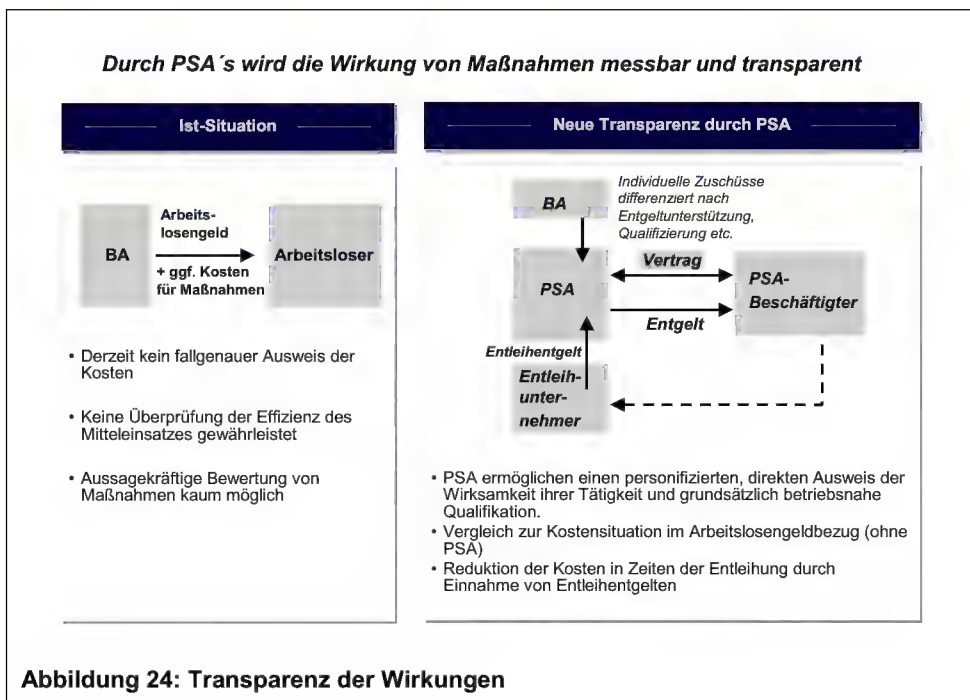 Durch PSA´s wird die Wirkung von Maßnahmen messbar und transparent
Ist-Situation
BA
Arbeits-
losengeld
+ ggf. Kosten
für Maßnahmen
Arbeitsloser
• Derzeit kein fallgenauer Ausweis der
Kosten
• Keine Überprüfung der Effizienz des
Mitteleinsatzes gewährleistet
• Aussagekräftige Bewertung von
Maßnahmen kaum möglich
Neue Transparenz durch PSA
BA
Individuelle Zuschüsse
differenziert nach
Entgeltunterstützung,
Qualifizierung etc.
PSA
Vertrag
Entgelt
PSA-
Beschäftigter
Entleihentgelt
Entleih-
unter-
nehmer
• PSA ermöglichen einen personifizierten, direkten Ausweis der
Wirksamkeit ihrer Tätigkeit und grundsätzlich betriebsnahe
Qualifikation.
• Vergleich zur Kostensituation im Arbeitslosengeldbezug (ohne
PSA)
• Reduktion der Kosten in Zeiten der Entleihung durch
Einnahme von Entleihentgelten
Abbildung 24: Transparenz der Wirkungen